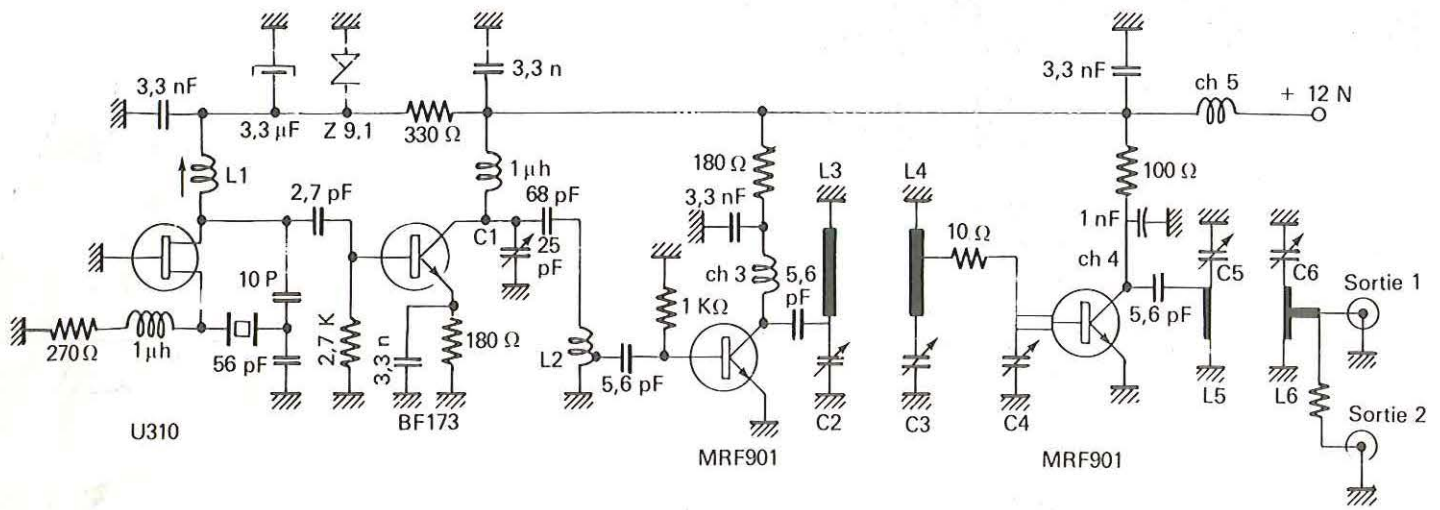 3,3 nF
3,3 µF
Z 9,1
330 Ω
3,3 n
3,3 nF
ch 5
+ 12 N
L1
2,7 pF
1 µh
68 pF
C1
25
pF
180 Ω
3,3 nF
L3
L4
100 Ω
1 nF
10 Ω
ch 3
5,6
pF
ch 4
C5
C6
Sortie 1
10 P
1 KΩ
5,6 pF
270 Ω
1 µh
56 pF
2,7 K
3,3 n
180 Ω
L2
5,6 pF
C2
C3
C4
L5
L6
Sortie 2
U310
BF173
MRF901
MRF901